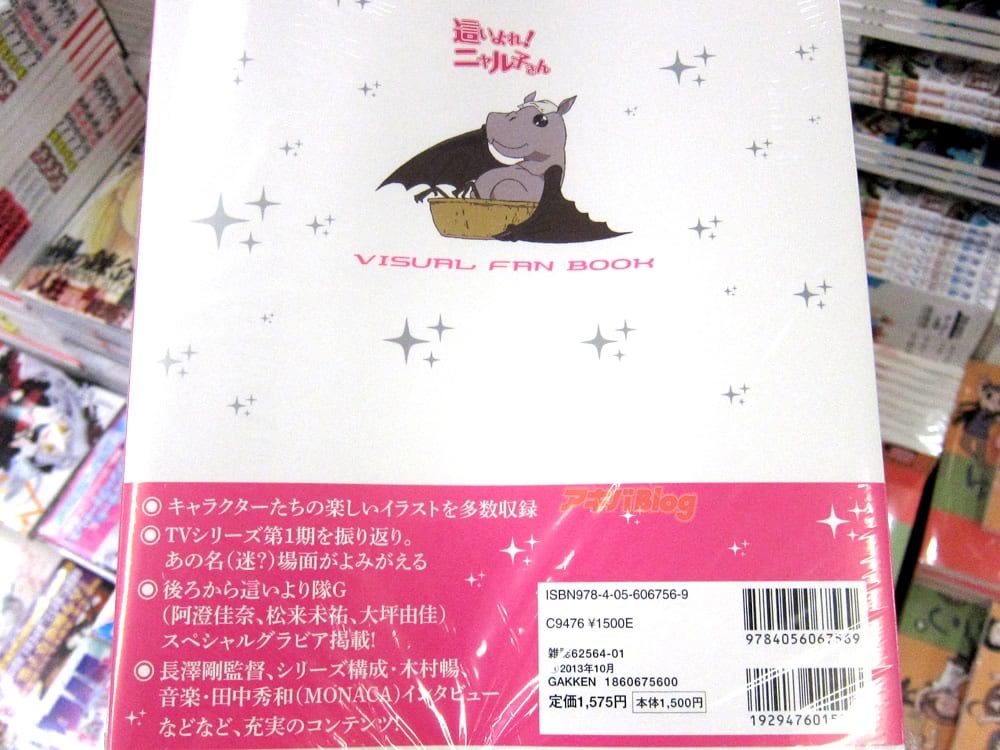 這いよれ!
ニャル子さん
VISUAL FAN BOOK
◉ キャラクターたちの楽しいイラストを多数収録
アキバBlog
◉ TVシリーズ第1期を振り返り。
あの名(迷?)場面がよみがえる
◉ 後ろから這いより隊G
(阿澄佳奈、松来未祐、大坪由佳)
スペシャルグラビア掲載!
◉ 長澤剛監督、シリーズ構成・木村暢、
音楽・田中秀和(MONACA)インタビュー
などなど、充実のコンテンツ!
ISBN978-4-05-606756-9
C9476 ¥1500E
9784056067569
62564-01
©2013年10月
GAKKEN 1860675600
定価1,575円 本体1,500円